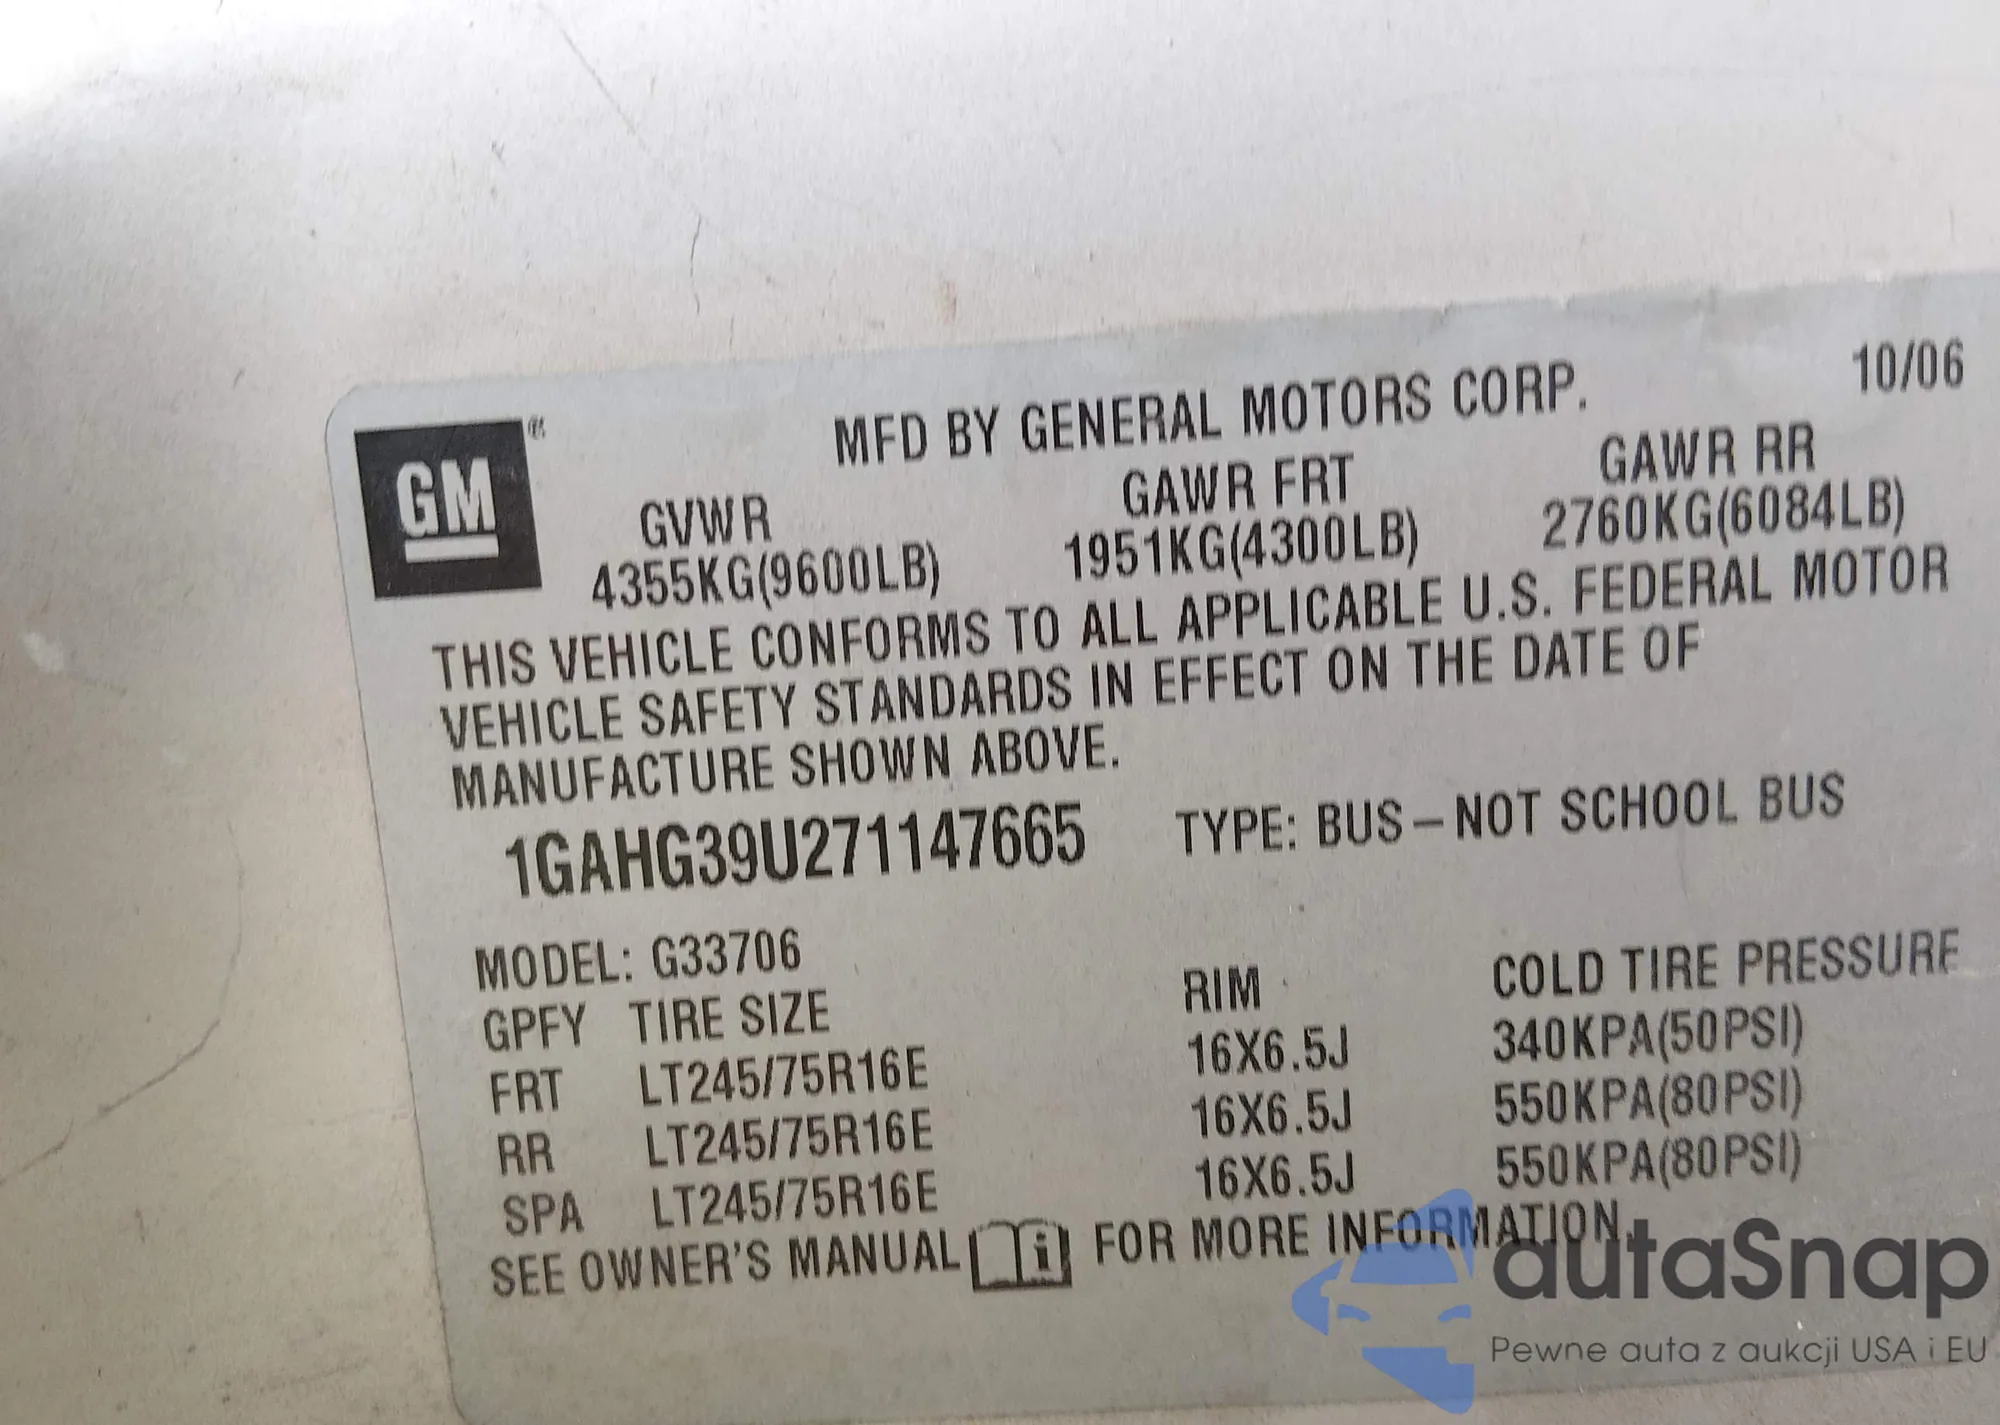 10/06
GM®
MFD BY GENERAL MOTORS CORP.
GVWR GAWR FRT GAWR RR
4355KG(9600LB) 1951KG(4300LB) 2760KG(6084LB)
THIS VEHICLE CONFORMS TO ALL APPLICABLE U.S. FEDERAL MOTOR
VEHICLE SAFETY STANDARDS IN EFFECT ON THE DATE OF
MANUFACTURE SHOWN ABOVE.
1GAHG39U271147665 TYPE: BUS–NOT SCHOOL BUS
MODEL: G33706
GPFY TIRE SIZE RIM COLD TIRE PRESSURE
FRT LT245/75R16E 16X6.5J 340KPA(50PSI)
RR LT245/75R16E 16X6.5J 550KPA(80PSI)
SPA LT245/75R16E 16X6.5J 550KPA(80PSI)
SEE OWNER'S MANUAL i FOR MORE INFORMATION.
autaSnap
Pewne auta z aukcji USA i EU